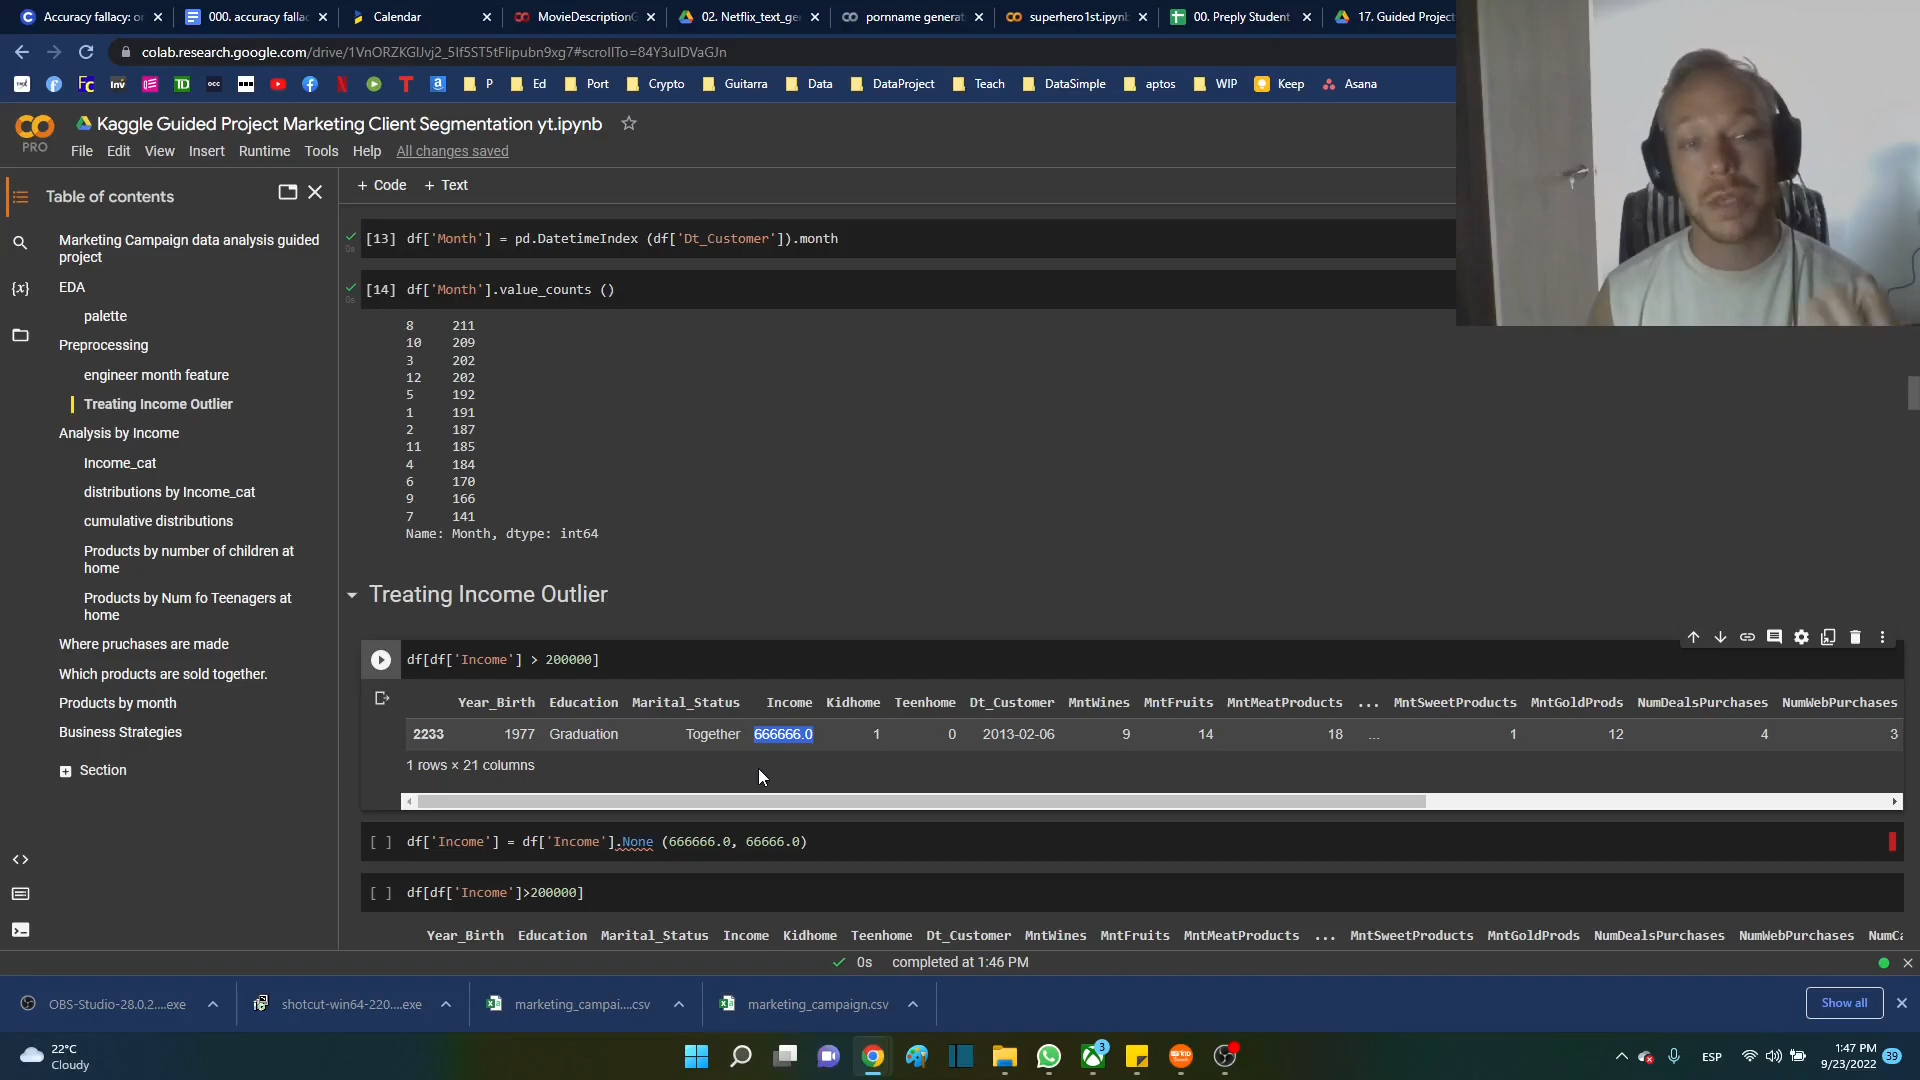 Accuracy fallacy: or
000. accuracy fallac
Calendar
MovieDescription
02. Netflix_text_ge
pornname generat
superhero1st.ipynb
00. Preply Student
17. Guided Project
colab.research.google.com/drive/1VnORZKGIJvj2_5lf5ST5tFlipubn9xg7#scrollTo=84Y3uIDVaGJn
P
Ed
Port
Crypto
Guitarra
Data
DataProject
Teach
DataSimple
aptos
WIP
Keep
Asana
Kaggle Guided Project Marketing Client Segmentation yt.ipynb
PRO
File Edit View Insert Runtime Tools Help All changes saved
Table of contents
+ Code + Text
Marketing Campaign data analysis guided
project
EDA
palette
Preprocessing
engineer month feature
Treating Income Outlier
Analysis by Income
Income_cat
distributions by Income_cat
cumulative distributions
Products by number of children at
home
Products by Num fo Teenagers at
home
Where pruchases are made
Which products are sold together.
Products by month
Business Strategies
Section
[13] df['Month'] = pd.DatetimeIndex (df['Dt_Customer']).month
0s
[14] df['Month'].value_counts ()
0s
8 211
10 209
3 202
12 202
5 192
1 191
2 187
11 185
4 184
6 170
9 166
7 141
Name: Month, dtype: int64
Treating Income Outlier
df[df['Income'] > 200000]
Year_Birth Education Marital_Status Income Kidhome Teenhome Dt_Customer MntWines MntFruits MntMeatProducts ... MntSweetProducts MntGoldProds NumDealsPurchases NumWebPurchases
2233 1977 Graduation Together 666666.0 1 0 2013-02-06 9 14 18 ... 1 12 4 3
1 rows × 21 columns
[ ] df['Income'] = df['Income'].None (666666.0, 66666.0)
[ ] df[df['Income']>200000]
Year_Birth Education Marital_Status Income Kidhome Teenhome Dt_Customer MntWines MntFruits MntMeatProducts ... MntSweetProducts MntGoldProds NumDealsPurchases NumWebPurchases NumCa
0s completed at 1:46 PM
OBS-Studio-28.0.2....exe
shotcut-win64-220....exe
marketing_campai....csv
marketing_campaign.csv
Show all
22°C
Cloudy
3
ESP
1:47 PM
9/23/2022
39